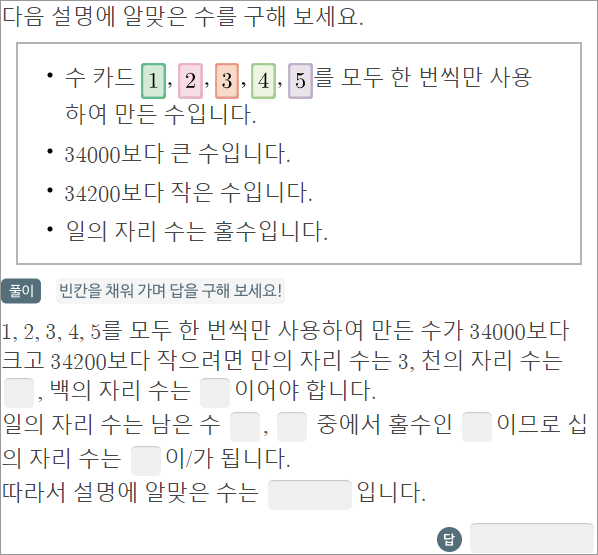 다음 설명에 알맞은 수를 구해 보세요.
• 수 카드 1, 2, 3, 4, 5를 모두 한 번씩만 사용
하여 만든 수입니다.
• 34000보다 큰 수입니다.
• 34200보다 작은 수입니다.
• 일의 자리 수는 홀수입니다.
풀이 빈칸을 채워 가며 답을 구해 보세요!
1, 2, 3, 4, 5를 모두 한 번씩만 사용하여 만든 수가 34000보다
크고 34200보다 작으려면 만의 자리 수는 3, 천의 자리 수는
, 백의 자리 수는 이어야 합니다.
일의 자리 수는 남은 수 , 중에서 홀수인 이므로 십
의 자리 수는 이/가 됩니다.
따라서 설명에 알맞은 수는 입니다.
답